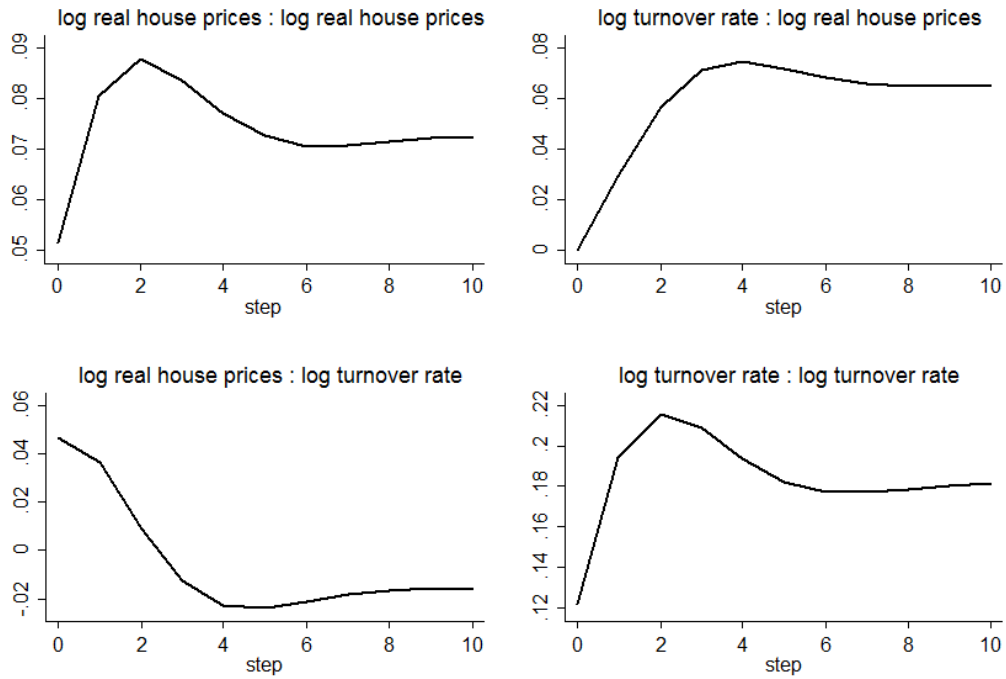 log real house prices : log real house prices
.09
.08
.07
.06
.05
0 2 4 6 8 10
step
log turnover rate : log real house prices
.08
.06
.04
.02
0
0 2 4 6 8 10
step
log real house prices : log turnover rate
.06
.04
.02
0
-.02
0 2 4 6 8 10
step
log turnover rate : log turnover rate
.22
.2
.18
.16
.14
.12
0 2 4 6 8 10
step